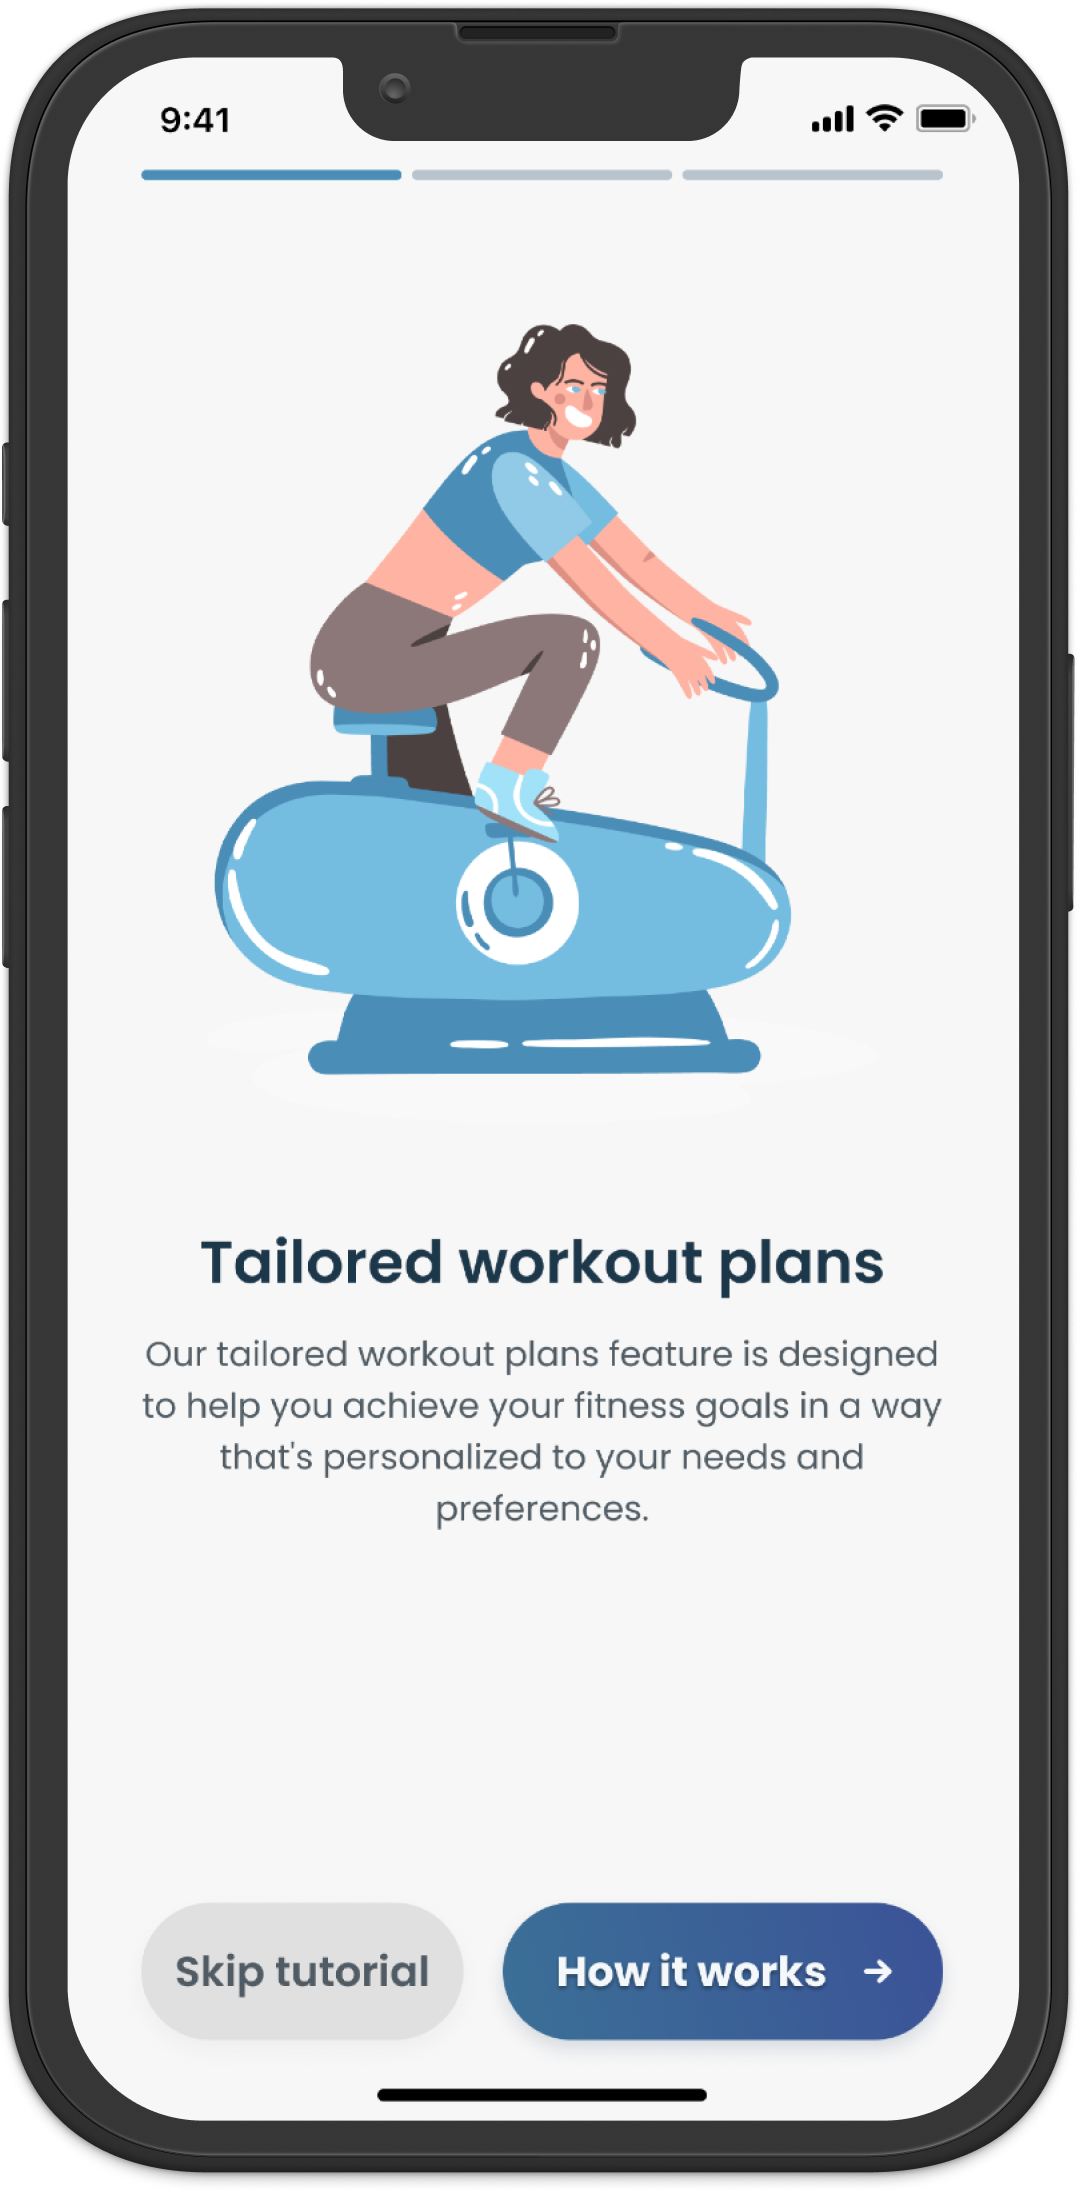 9:41
Tailored workout plans
Our tailored workout plans feature is designed
to help you achieve your fitness goals in a way
that's personalized to your needs and
preferences.
Skip tutorial
How it works →